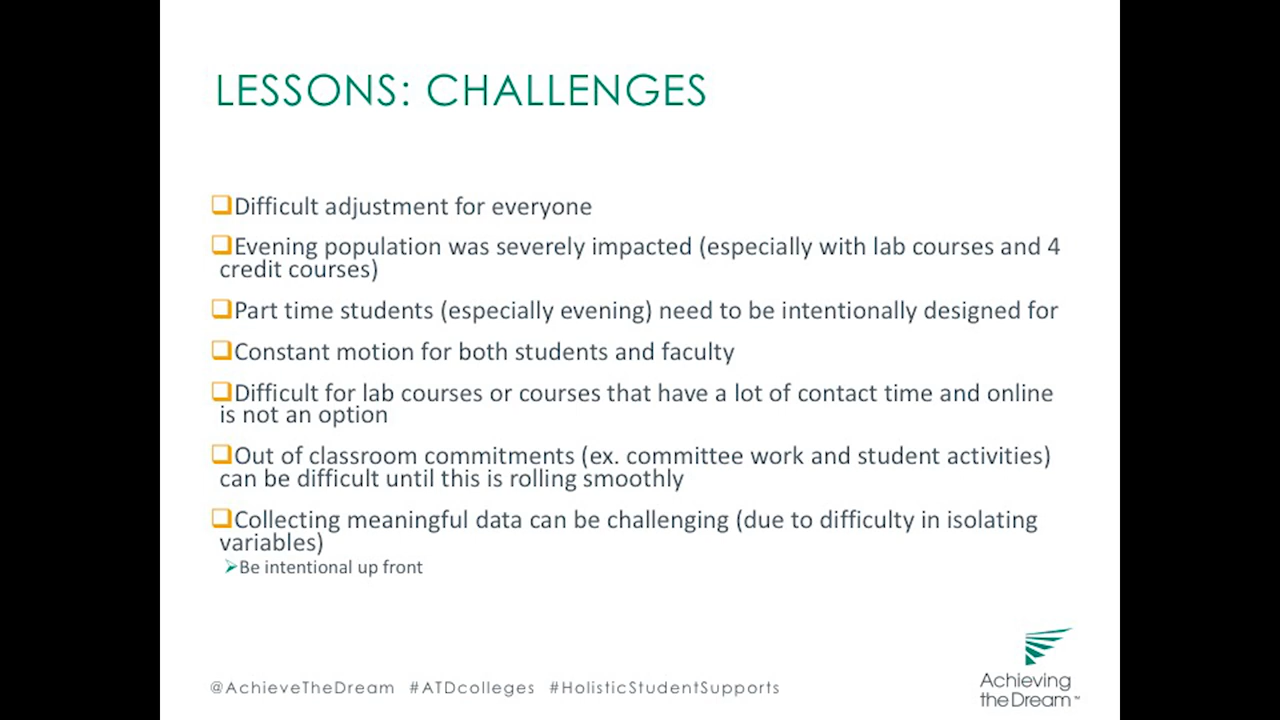 LESSONS: CHALLENGES
Difficult adjustment for everyone
Evening population was severely impacted (especially with lab courses and 4
credit courses)
Part time students (especially evening) need to be intentionally designed for
Constant motion for both students and faculty
Difficult for lab courses or courses that have a lot of contact time and online
is not an option
Out of classroom commitments (ex. committee work and student activities)
can be difficult until this is rolling smoothly
Collecting meaningful data can be challenging (due to difficulty in isolating
variables)
Be intentional up front
@AchieveTheDream #ATDcolleges #HolisticStudentSupports
Achieving
the Dream™